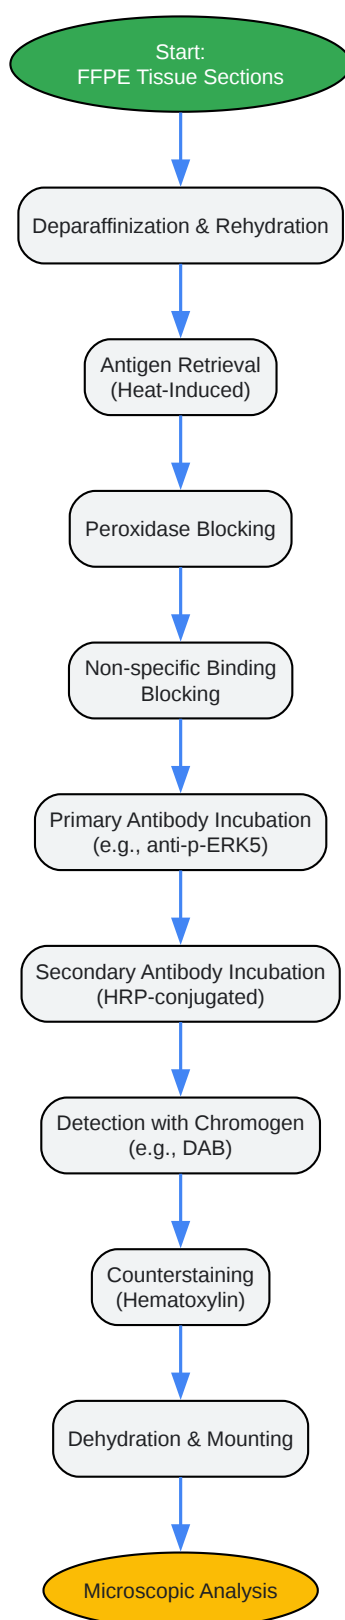 Start:
FFPE Tissue Sections
Deparaffinization & Rehydration
Antigen Retrieval
(Heat-Induced)
Peroxidase Blocking
Non-specific Binding
Blocking
Primary Antibody Incubation
(e.g., anti-p-ERK5)
Secondary Antibody Incubation
(HRP-conjugated)
Detection with Chromogen
(e.g., DAB)
Counterstaining
(Hematoxylin)
Dehydration & Mounting
Microscopic Analysis